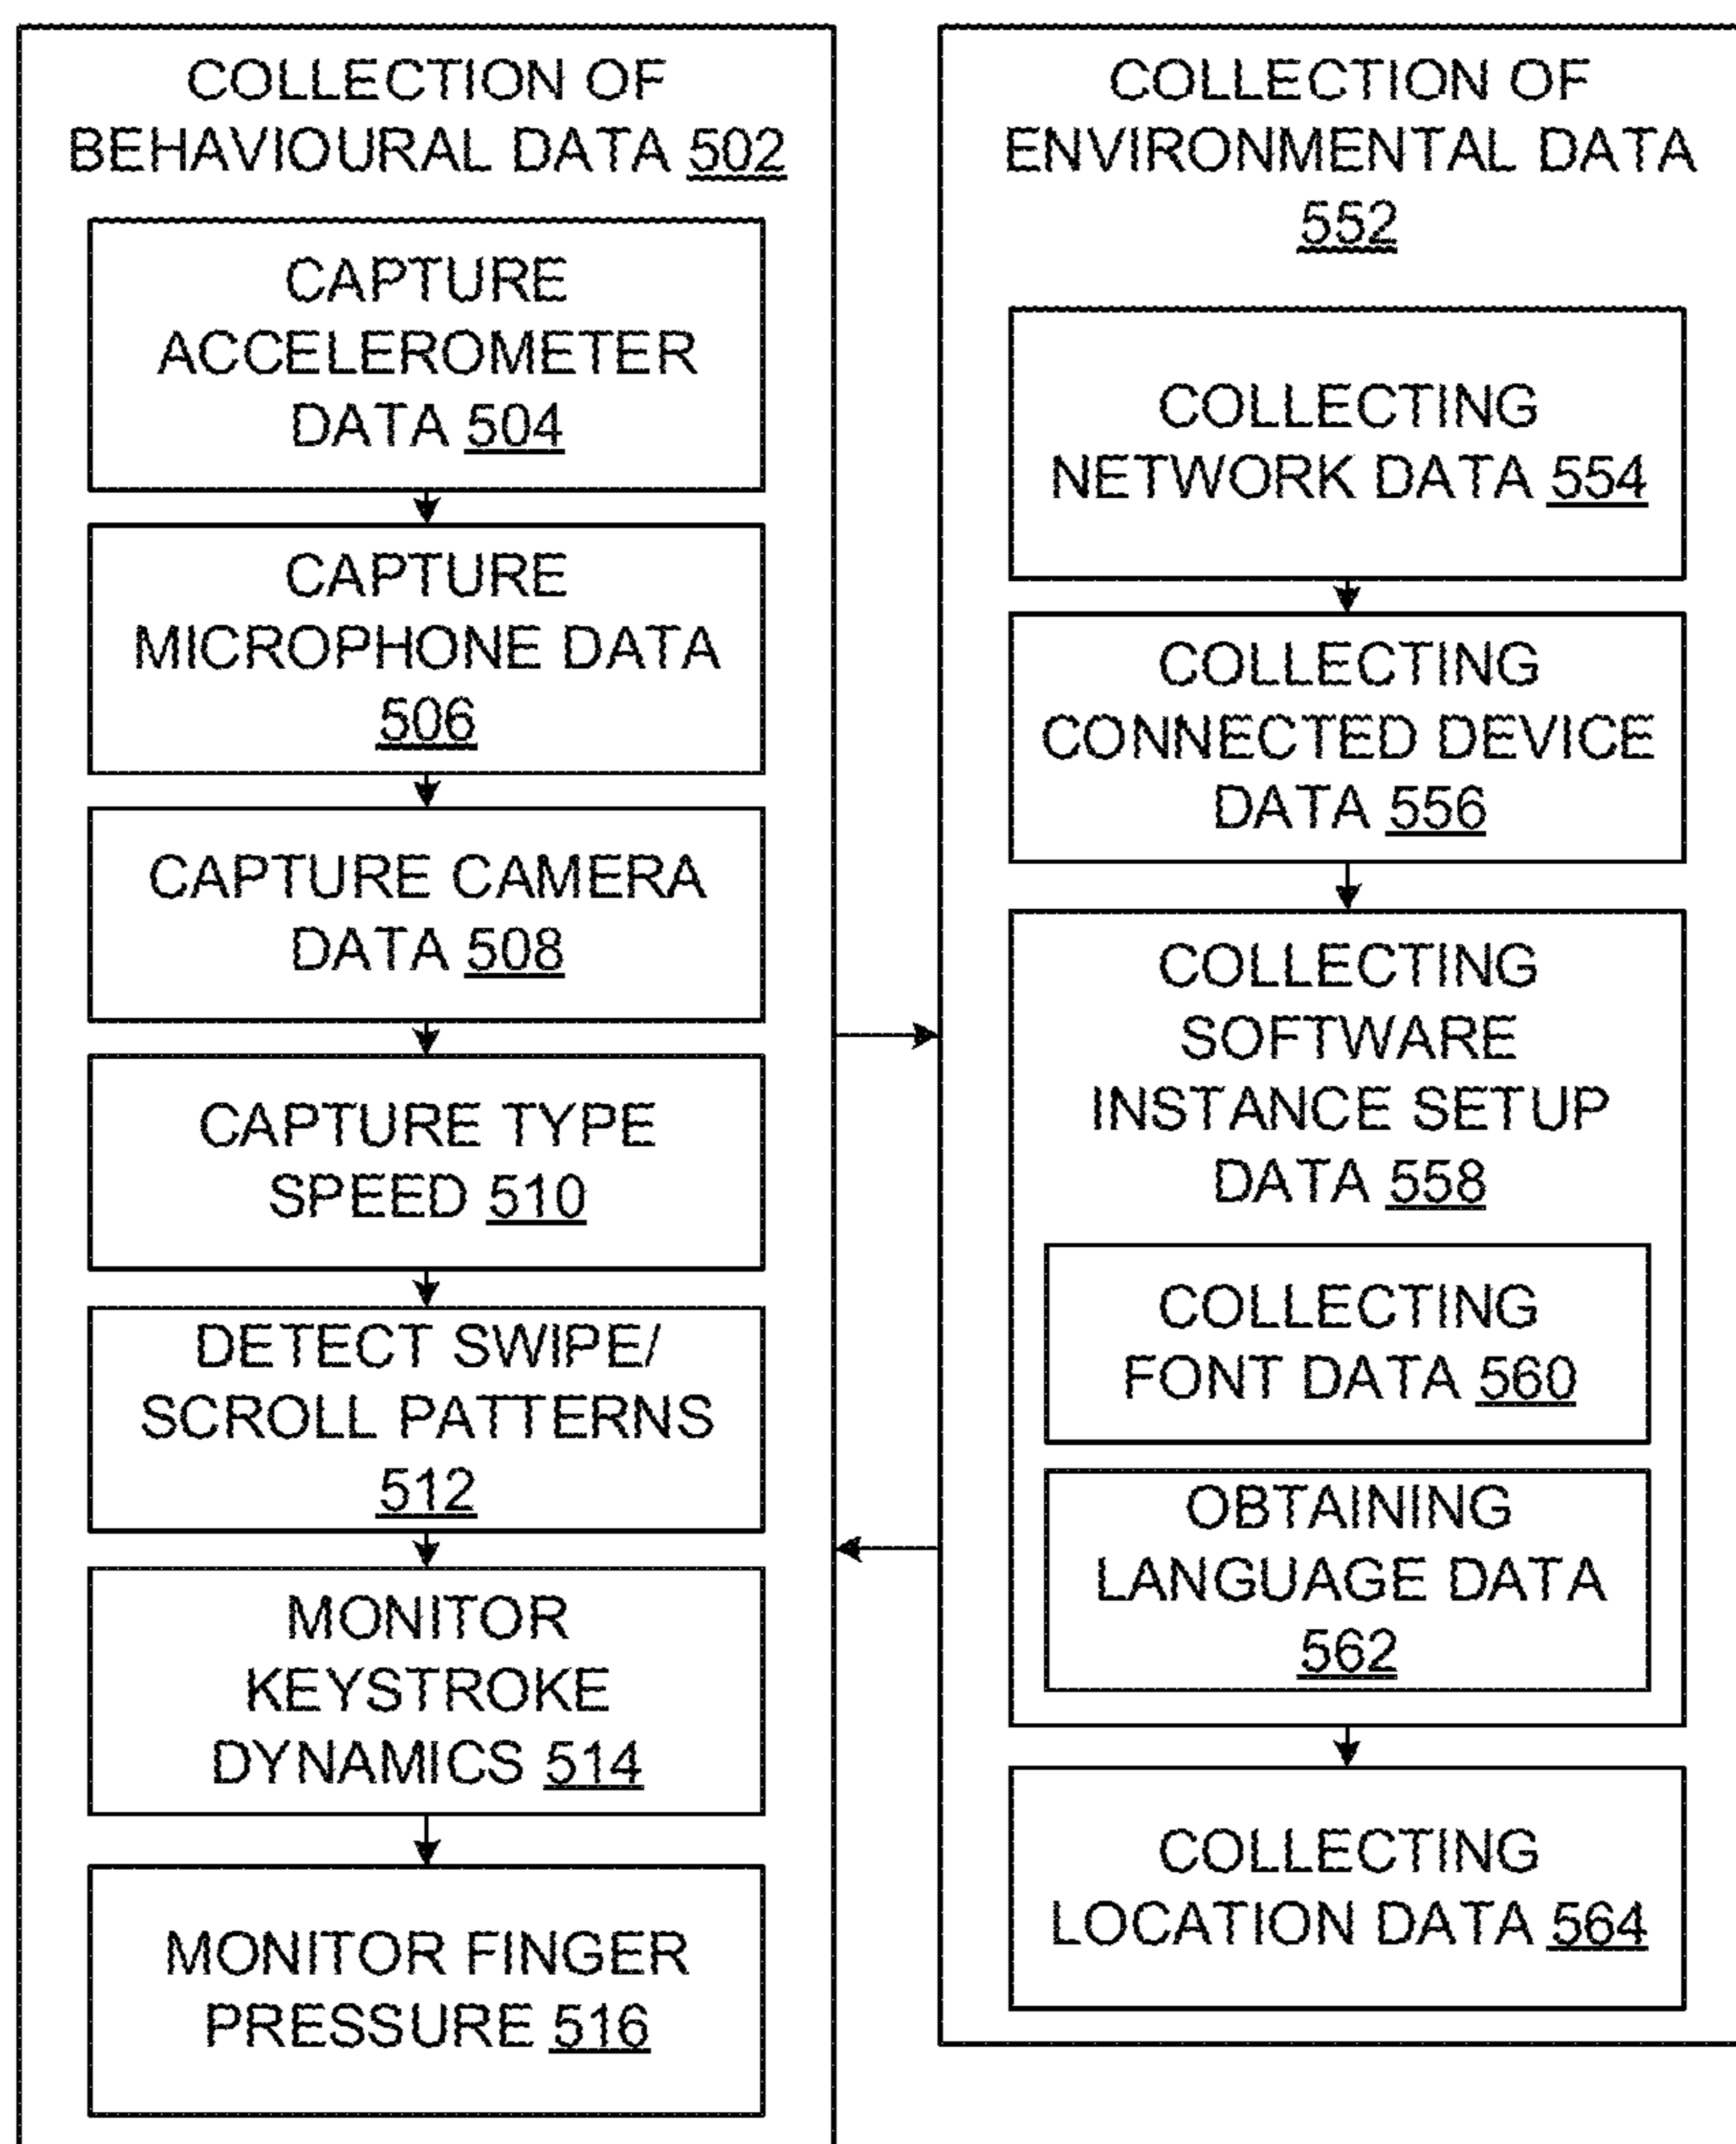 COLLECTION OF
BEHAVIOURAL DATA 502
CAPTURE
ACCELEROMETER
DATA 504
CAPTURE
MICROPHONE DATA
506
CAPTURE CAMERA
DATA 508
CAPTURE TYPE
SPEED 510
DETECT SWIPE/
SCROLL PATTERNS
512
MONITOR
KEYSTROKE
DYNAMICS 514
MONITOR FINGER
PRESSURE 516
COLLECTION OF
ENVIRONMENTAL DATA
552
COLLECTING
NETWORK DATA 554
COLLECTING
CONNECTED DEVICE
DATA 556
COLLECTING
SOFTWARE
INSTANCE SETUP
DATA 558
COLLECTING
FONT DATA 560
OBTAINING
LANGUAGE DATA
562
COLLECTING
LOCATION DATA 564